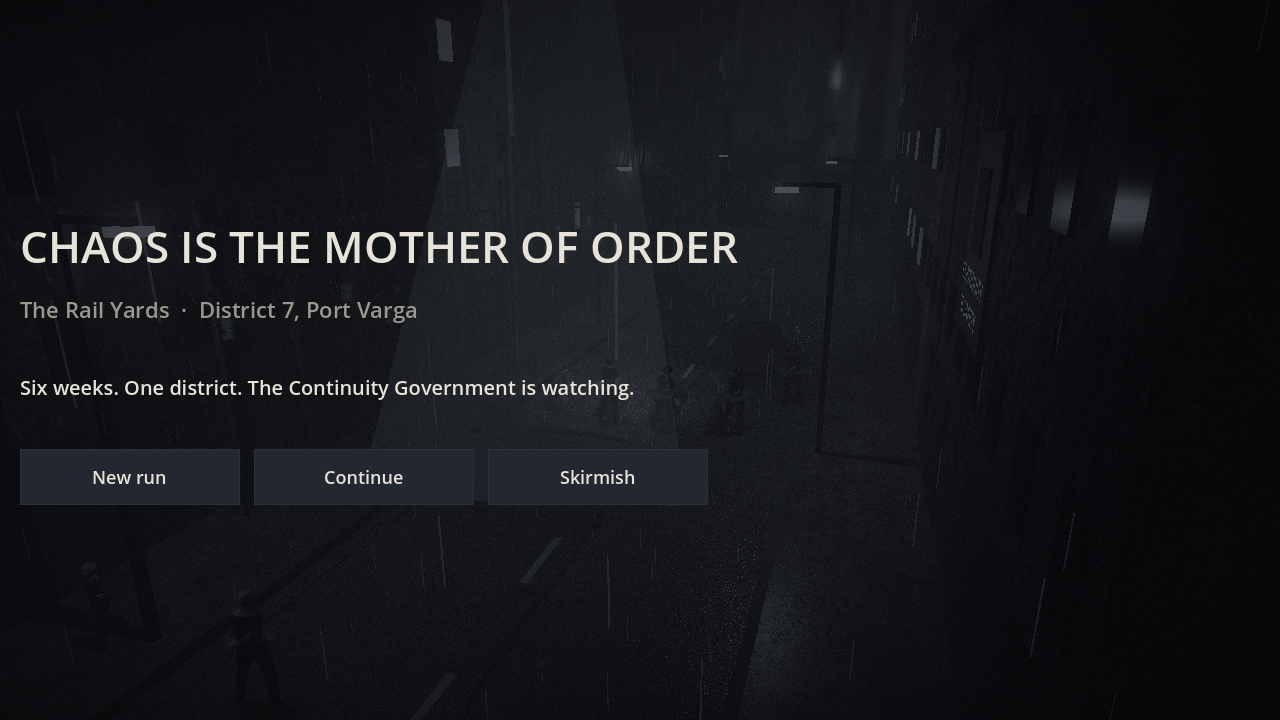 CHAOS IS THE MOTHER OF ORDER
The Rail Yards · District 7, Port Varga
Six weeks. One district. The Continuity Government is watching.
New run
Continue
Skirmish